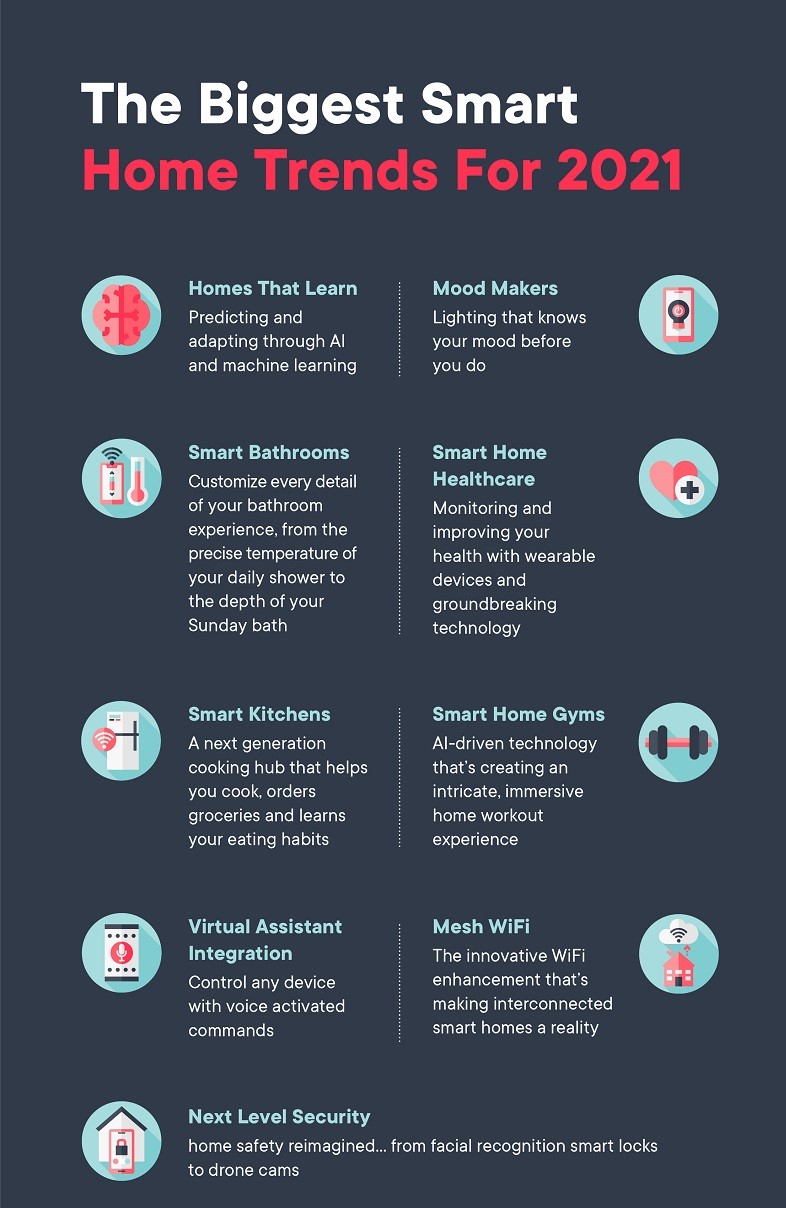 The Biggest Smart
Home Trends For 2021
Homes That Learn
Predicting and
adapting through AI
and machine learning
Mood Makers
Lighting that knows
your mood before
you do
Smart Bathrooms
Customize every detail
of your bathroom
experience, from the
precise temperature of
your daily shower to
the depth of your
Sunday bath
Smart Home
Healthcare
Monitoring and
improving your
health with wearable
devices and
groundbreaking
technology
Smart Kitchens
A next generation
cooking hub that helps
you cook, orders
groceries and learns
your eating habits
Smart Home Gyms
AI-driven technology
that's creating an
intricate, immersive
home workout
experience
Virtual Assistant
Integration
Control any device
with voice activated
commands
Mesh WiFi
The innovative WiFi
enhancement that's
making interconnected
smart homes a reality
Next Level Security
home safety reimagined... from facial recognition smart locks
to drone cams